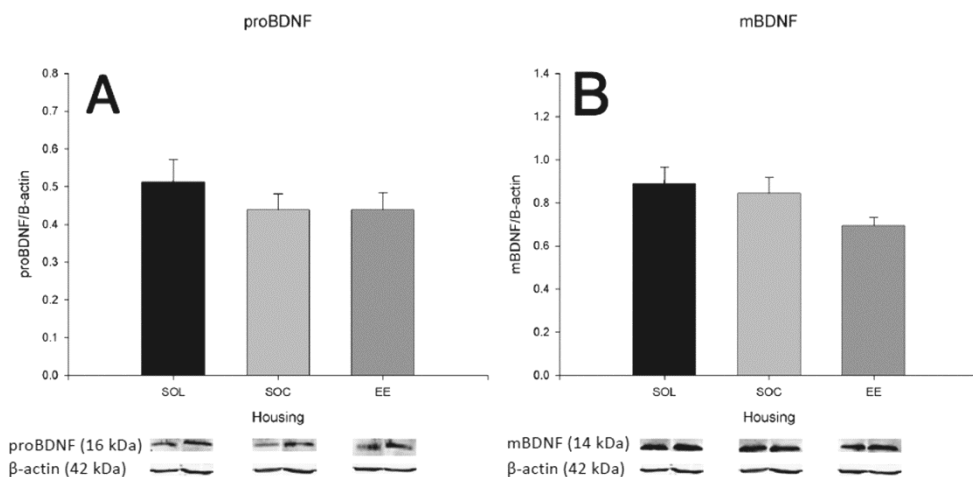 proBDNF
A
proBDNF/B-actin
0.8
0.7
0.6
0.5
0.4
0.3
0.2
0.1
0.0
SOL SOC EE
Housing
proBDNF (16 kDa)
β-actin (42 kDa)
mBDNF
B
mBDNF/B-actin
1.4
1.2
1.0
0.8
0.6
0.4
0.2
0.0
SOL SOC EE
Housing
mBDNF (14 kDa)
β-actin (42 kDa)